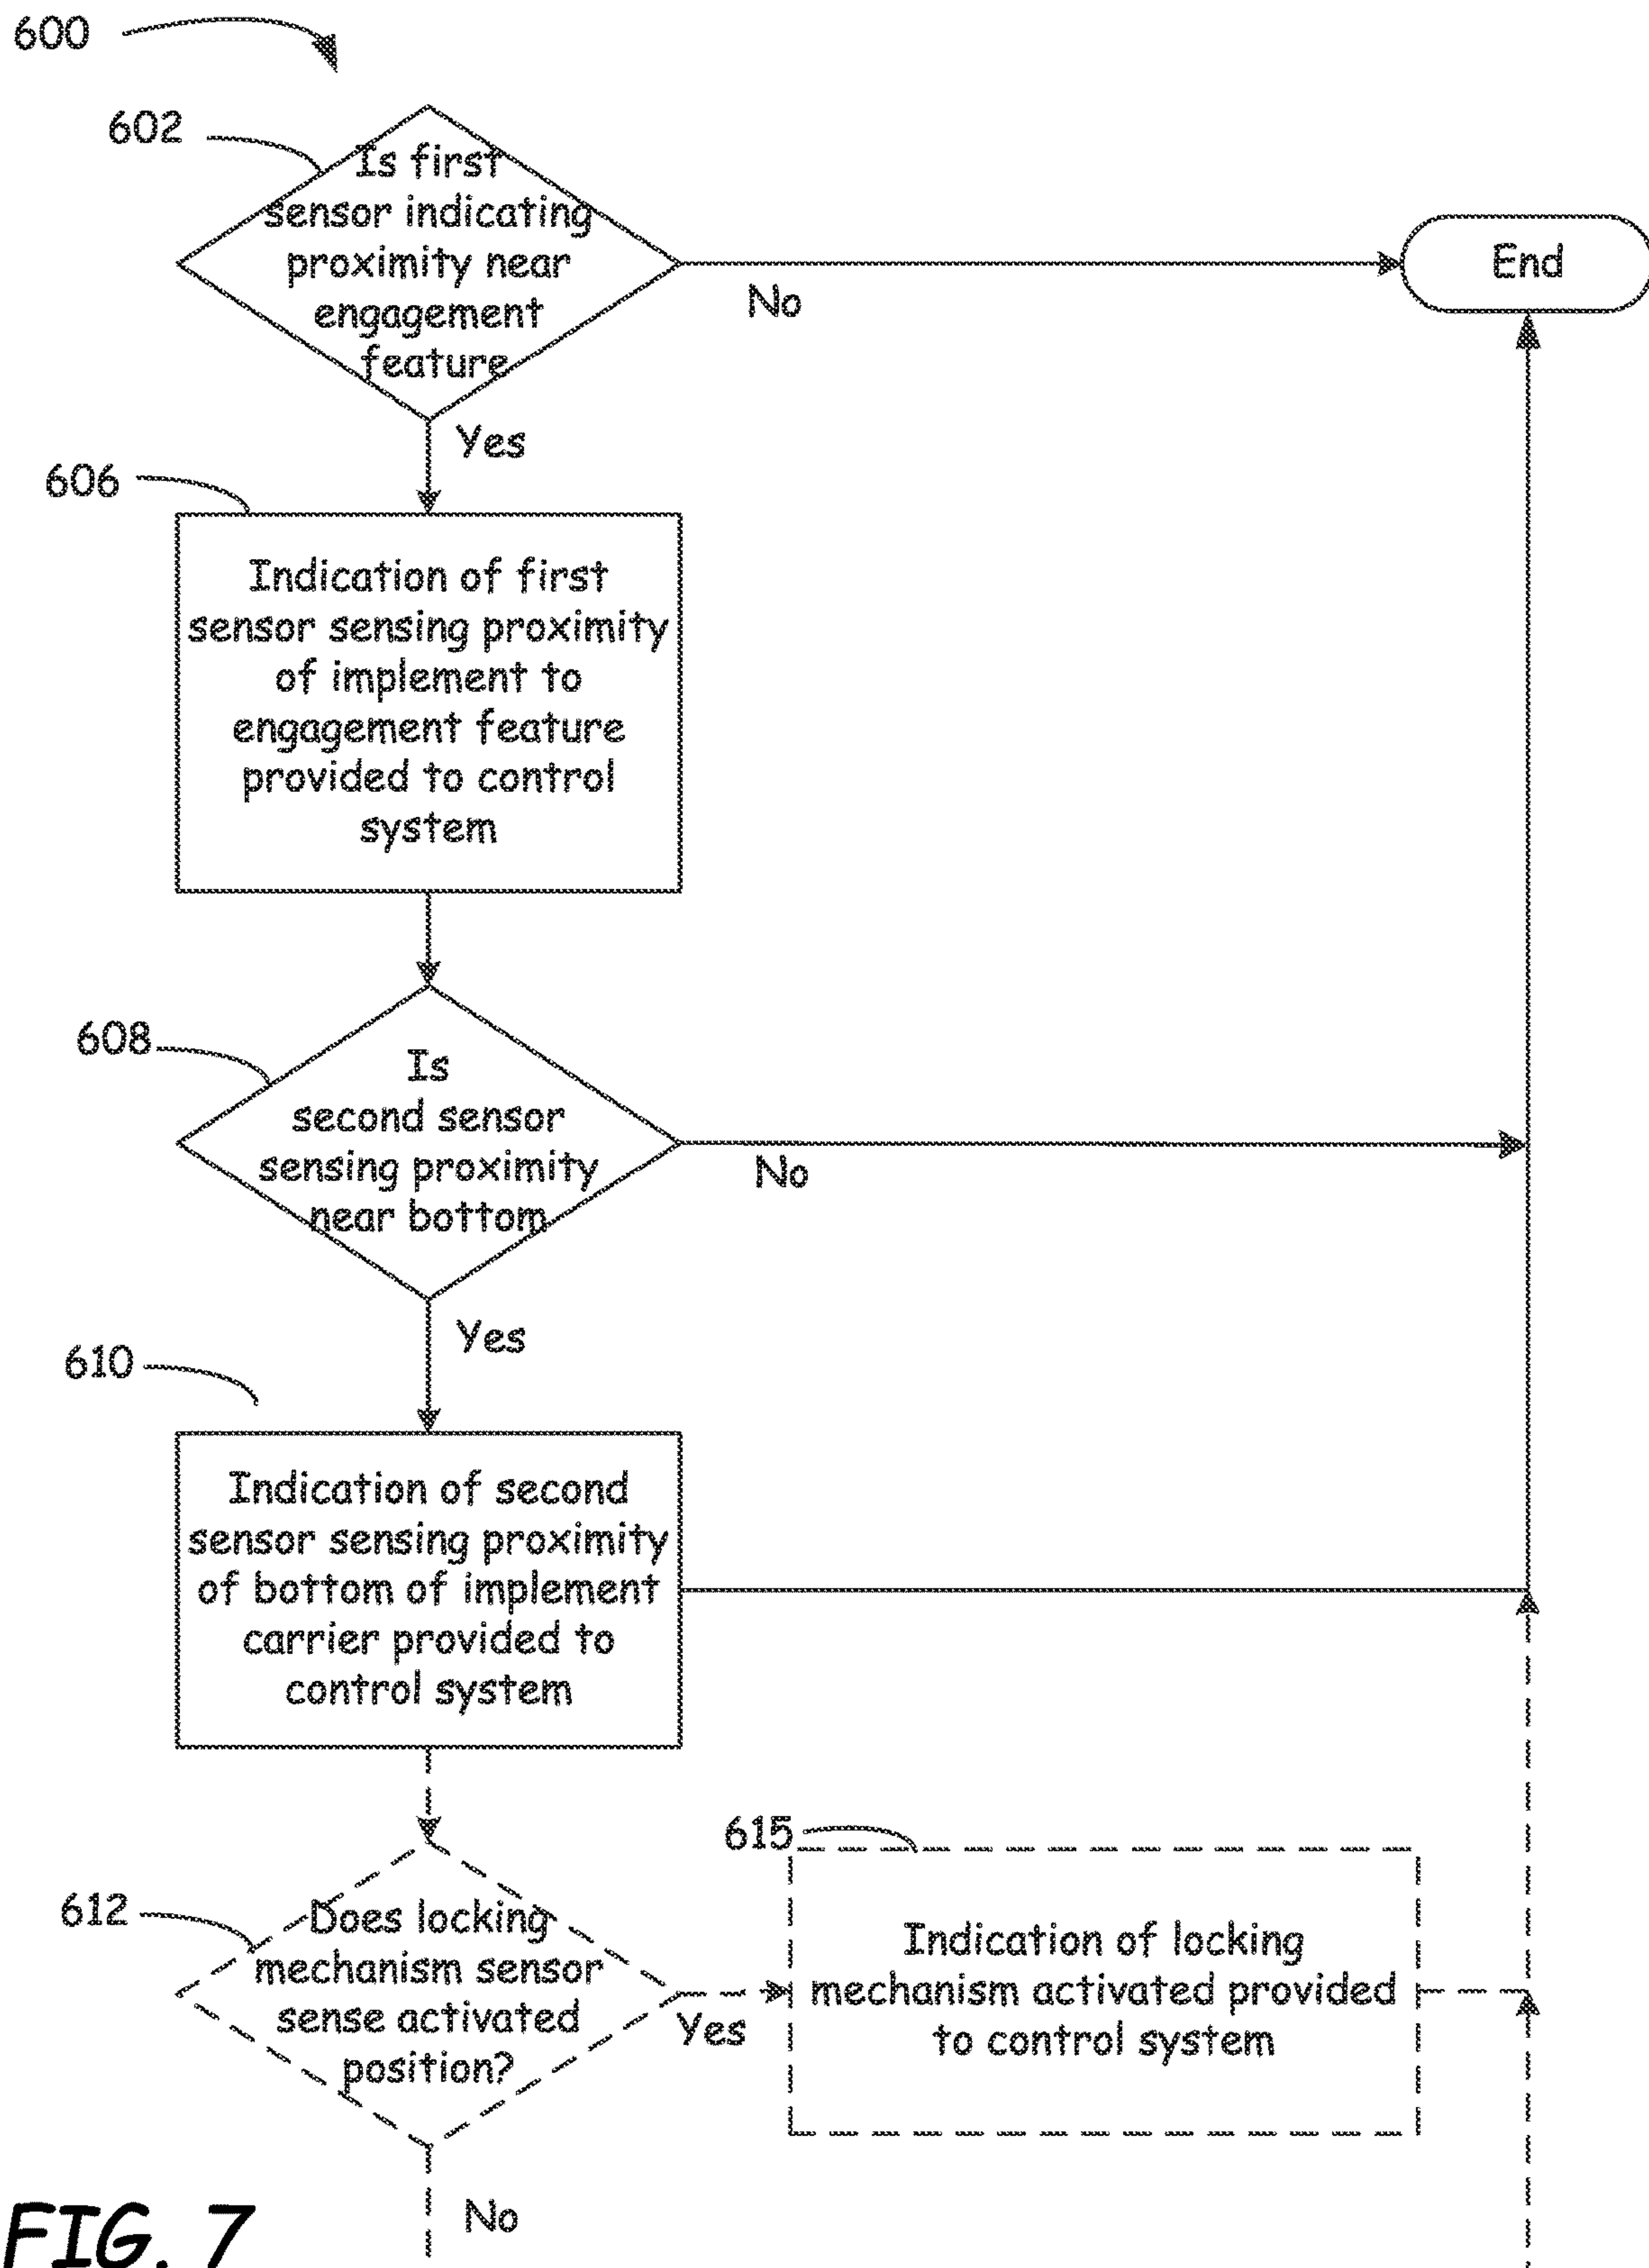 600
602
Is first
sensor indicating
proximity near
engagement
feature
No
End
Yes
606
Indication of first
sensor sensing proximity
of implement to
engagement feature
provided to control
system
608
Is
second sensor
sensing proximity
near bottom
No
Yes
610
Indication of second
sensor sensing proximity
of bottom of implement
carrier provided to
control system
615
612
Does locking
mechanism sensor
sense activated
position?
Yes
Indication of locking
mechanism activated provided
to control system
No
FIG. 7